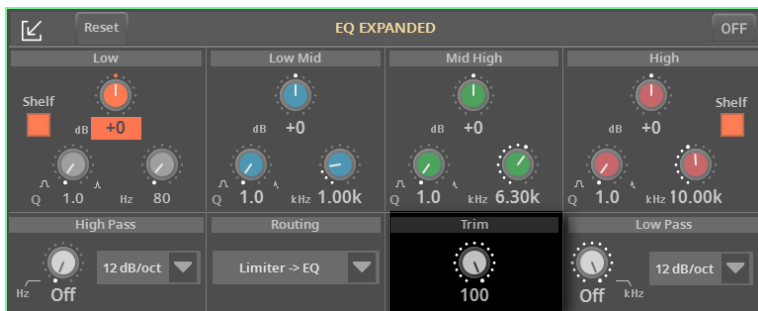 Reset EQ EXPANDED OFF
Low Low Mid Mid High High
Shelf Shelf
dB +0 dB +0 dB +0 dB +0
Q 1.0 Hz 80 Q 1.0 kHz 1.00k Q 1.0 kHz 6.30k Q 1.0 kHz 10.00k
High Pass Routing Trim Low Pass
12 dB/oct Limiter -> EQ 12 dB/oct
Hz Off 100 Off kHz